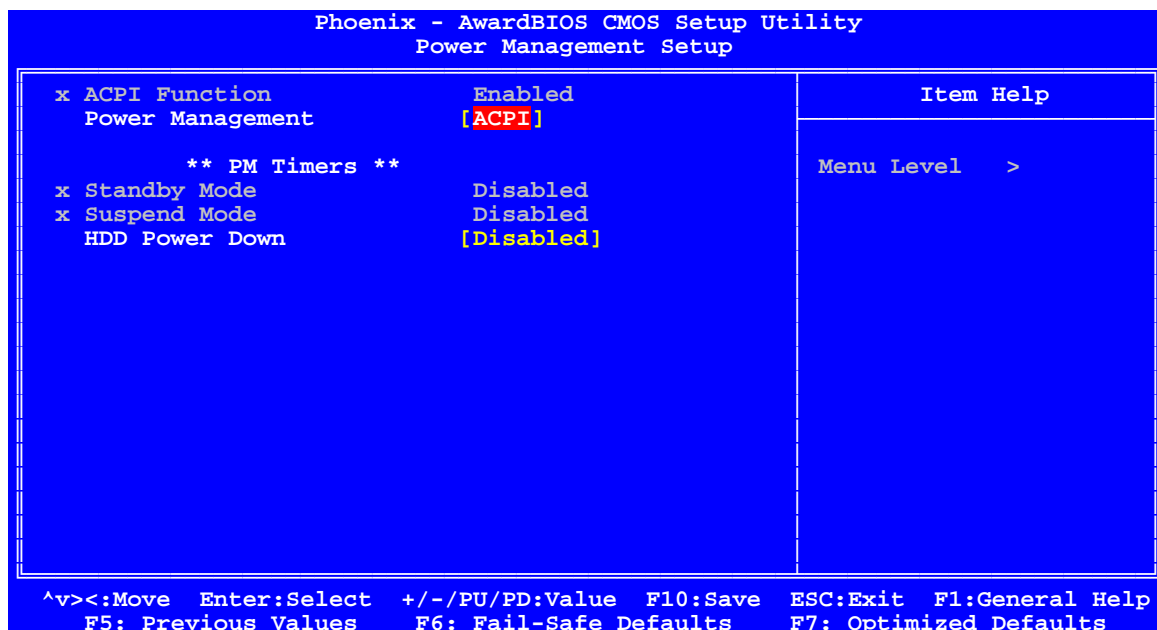 Phoenix - AwardBIOS CMOS Setup Utility
Power Management Setup
x ACPI Function Enabled
Power Management [ACPI]
** PM Timers **
x Standby Mode Disabled
x Suspend Mode Disabled
HDD Power Down [Disabled]
Item Help
Menu Level >
^v><:Move Enter:Select +/-/PU/PD:Value F10:Save ESC:Exit F1:General Help
F5: Previous Values F6: Fail-Safe Defaults F7: Optimized Defaults